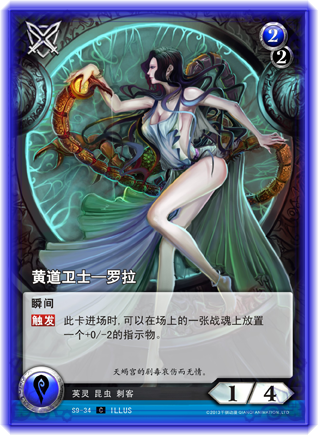 2
2
黄道卫士—罗拉
瞬间
触发 此卡进场时,可以在场上的一张战魂上放置
一个+0/-2的指示物。
天蝎宫的剧毒哀伤而无情。
英灵 昆虫 刺客
1 / 4
S9-34 C ILLUS